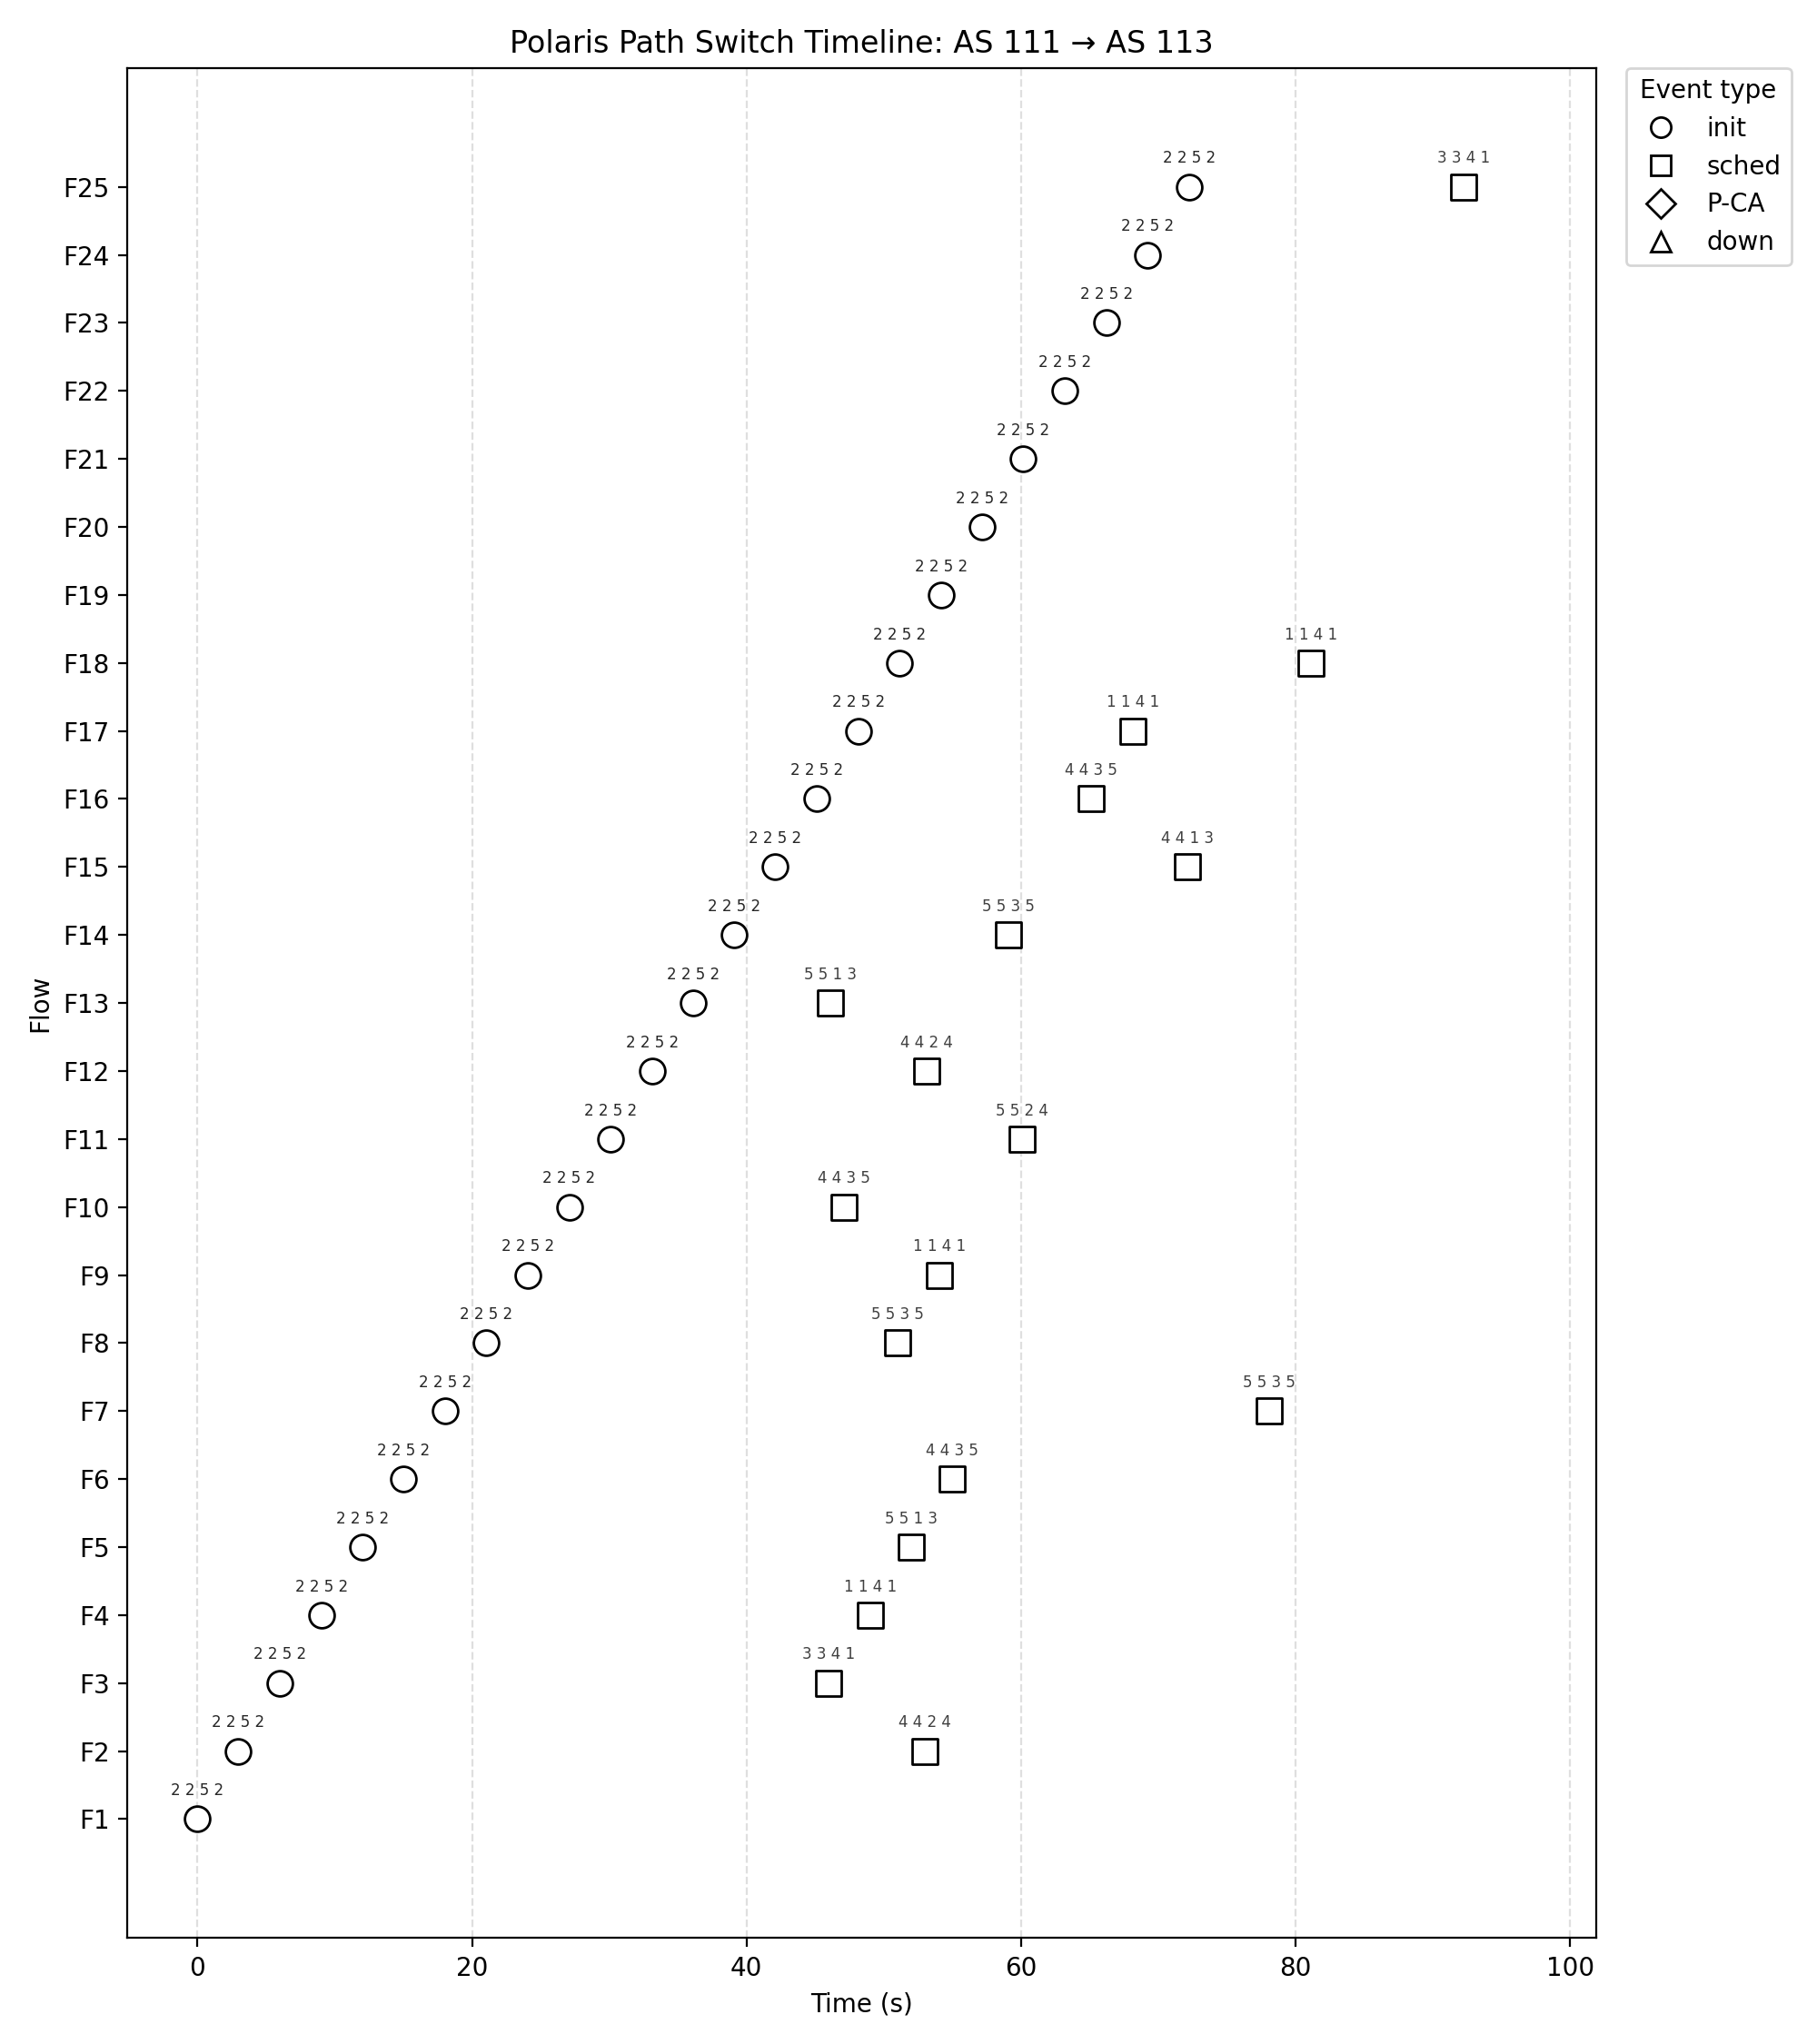 Polaris Path Switch Timeline: AS 111 → AS 113
Event type
init
sched
P-CA
down
2 2 5 2 3 3 4 1
F25
2 2 5 2
F24
2 2 5 2
F23
2 2 5 2
F22
2 2 5 2
F21
2 2 5 2
F20
2 2 5 2
F19
2 2 5 2 1 1 4 1
F18
2 2 5 2 1 1 4 1
F17
2 2 5 2 4 4 3 5
F16
2 2 5 2 4 4 1 3
F15
2 2 5 2 5 5 3 5
F14
2 2 5 2 5 5 1 3
F13
2 2 5 2 4 4 2 4
F12
2 2 5 2 5 5 2 4
F11
2 2 5 2 4 4 3 5
F10
2 2 5 2 1 1 4 1
F9
2 2 5 2 5 5 3 5
F8
2 2 5 2 5 5 3 5
F7
2 2 5 2 4 4 3 5
F6
2 2 5 2 5 5 1 3
F5
2 2 5 2 1 1 4 1
F4
2 2 5 2 3 3 4 1
F3
2 2 5 2 4 4 2 4
F2
2 2 5 2
F1
Flow
0 20 40 60 80 100
Time (s)